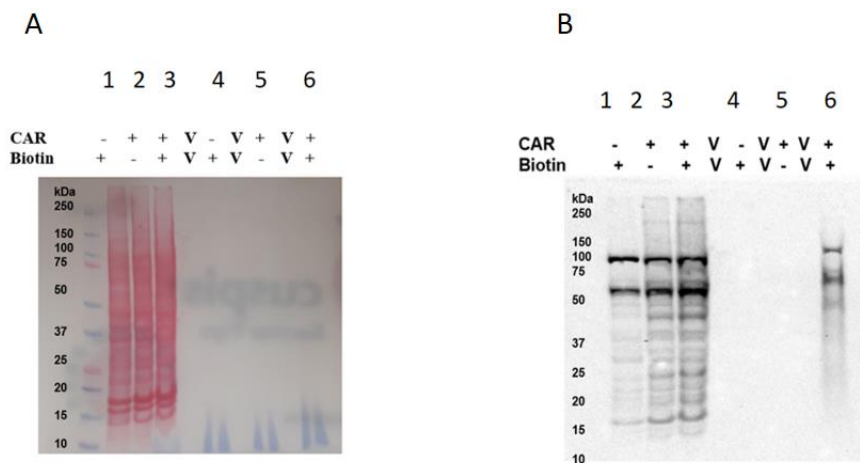 A
1 2 3 4 5 6
CAR - + + V - V + V +
Biotin + - + V + V - V +
kDa
250
150
100
75
50
37
25
20
15
10
cuspis
B
1 2 3 4 5 6
CAR - + + V - V + V +
Biotin + - + V + V - V +
kDa
250
150
100
75
50
37
25
20
15
10